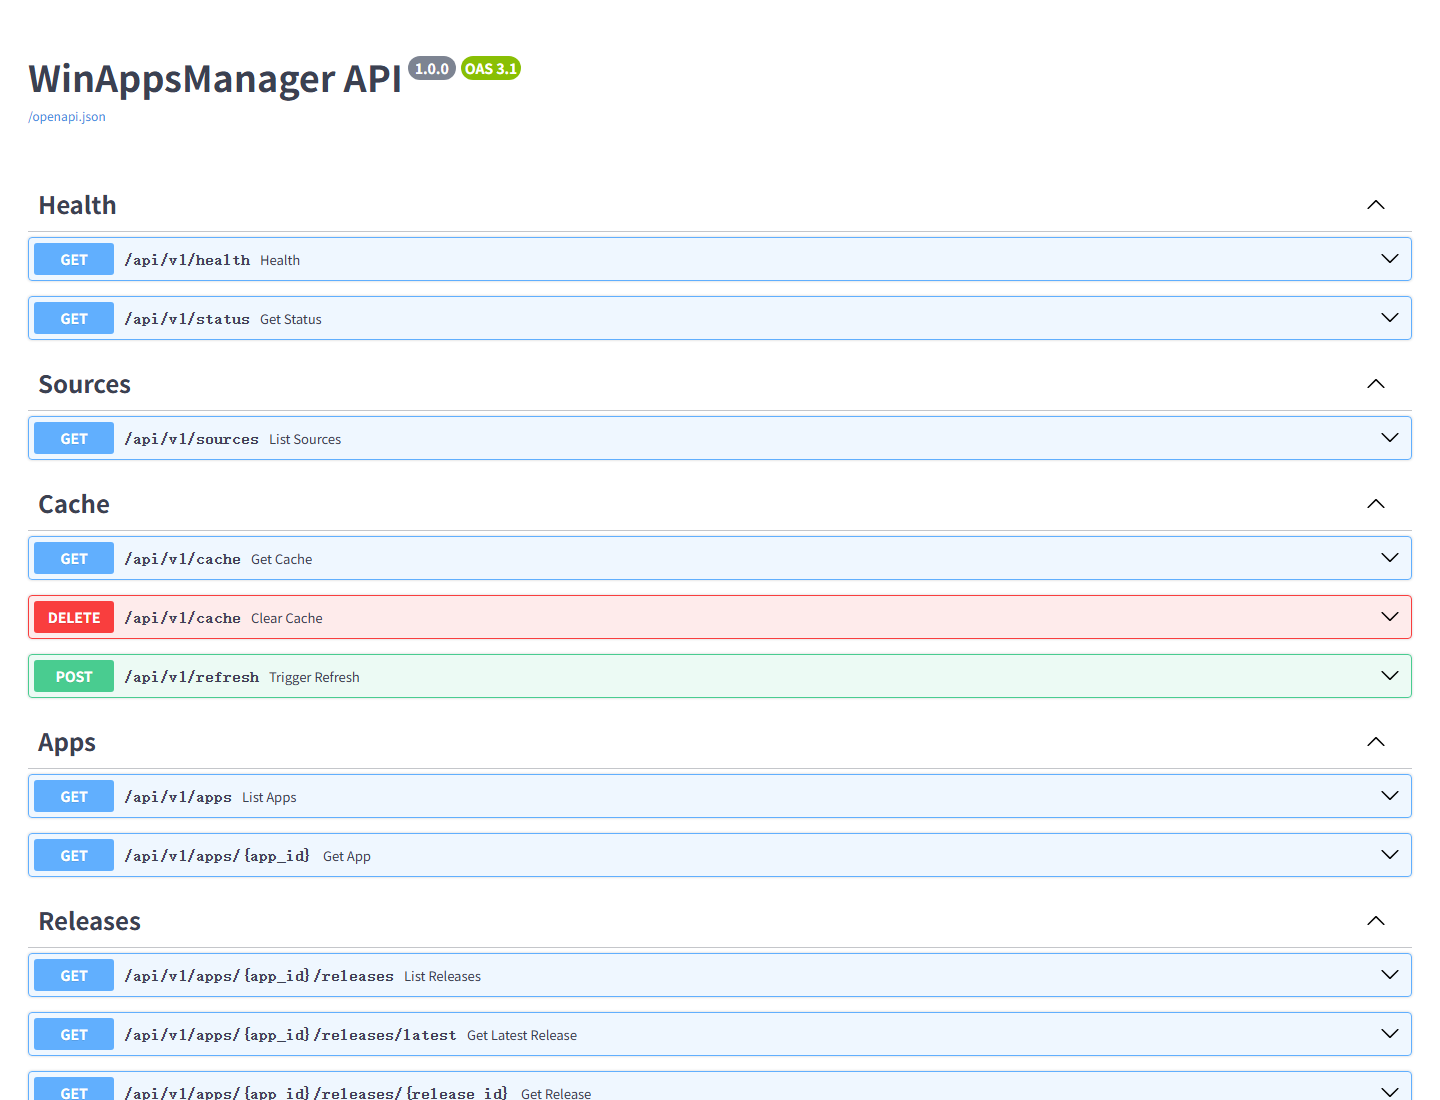 WinAppsManager API 1.0.0 OAS 3.1
/openapi.json
Health
GET /api/v1/health Health
GET /api/v1/status Get Status
Sources
GET /api/v1/sources List Sources
Cache
GET /api/v1/cache Get Cache
DELETE /api/v1/cache Clear Cache
POST /api/v1/refresh Trigger Refresh
Apps
GET /api/v1/apps List Apps
GET /api/v1/apps/{app_id} Get App
Releases
GET /api/v1/apps/{app_id}/releases List Releases
GET /api/v1/apps/{app_id}/releases/latest Get Latest Release
GET /api/v1/apps/{app_id}/releases/{release_id} Get Release